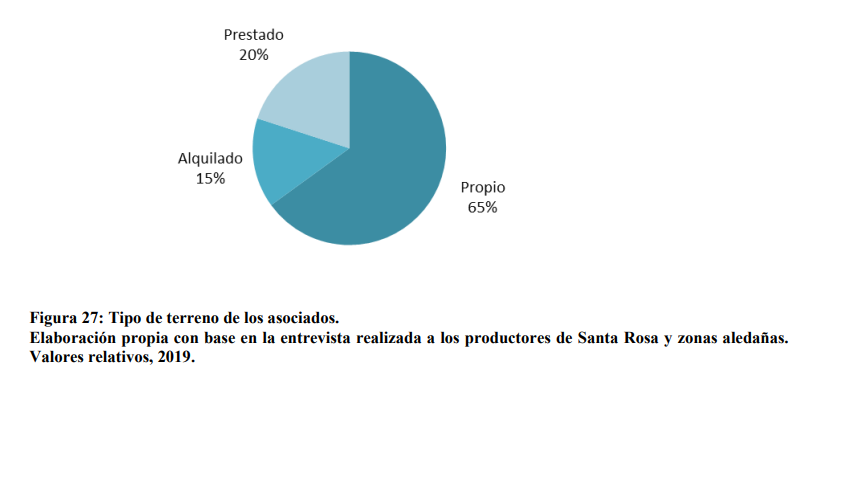 Prestado
20%
Alquilado
15%
Propio
65%
Figura 27: Tipo de terreno de los asociados.
Elaboración propia con base en la entrevista realizada a los productores de Santa Rosa y zonas aledañas.
Valores relativos, 2019.